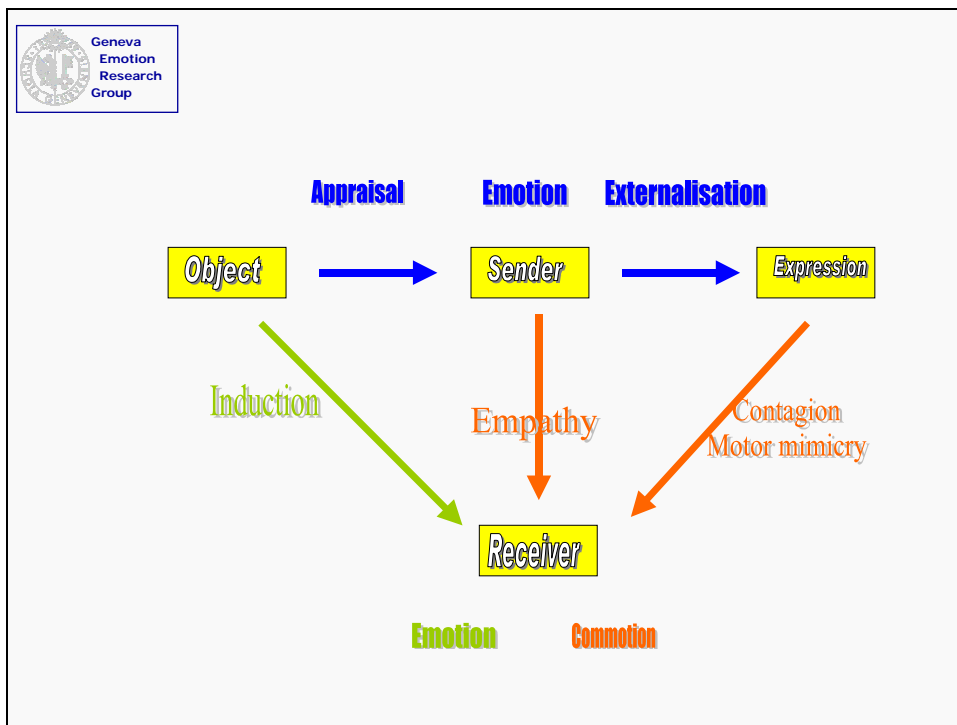 Geneva
Emotion
Research
Group
Appraisal Emotion Externalisation
Object Sender Expression
Induction
Empathy
Contagion
Motor mimicry
Receiver
Emotion Commotion